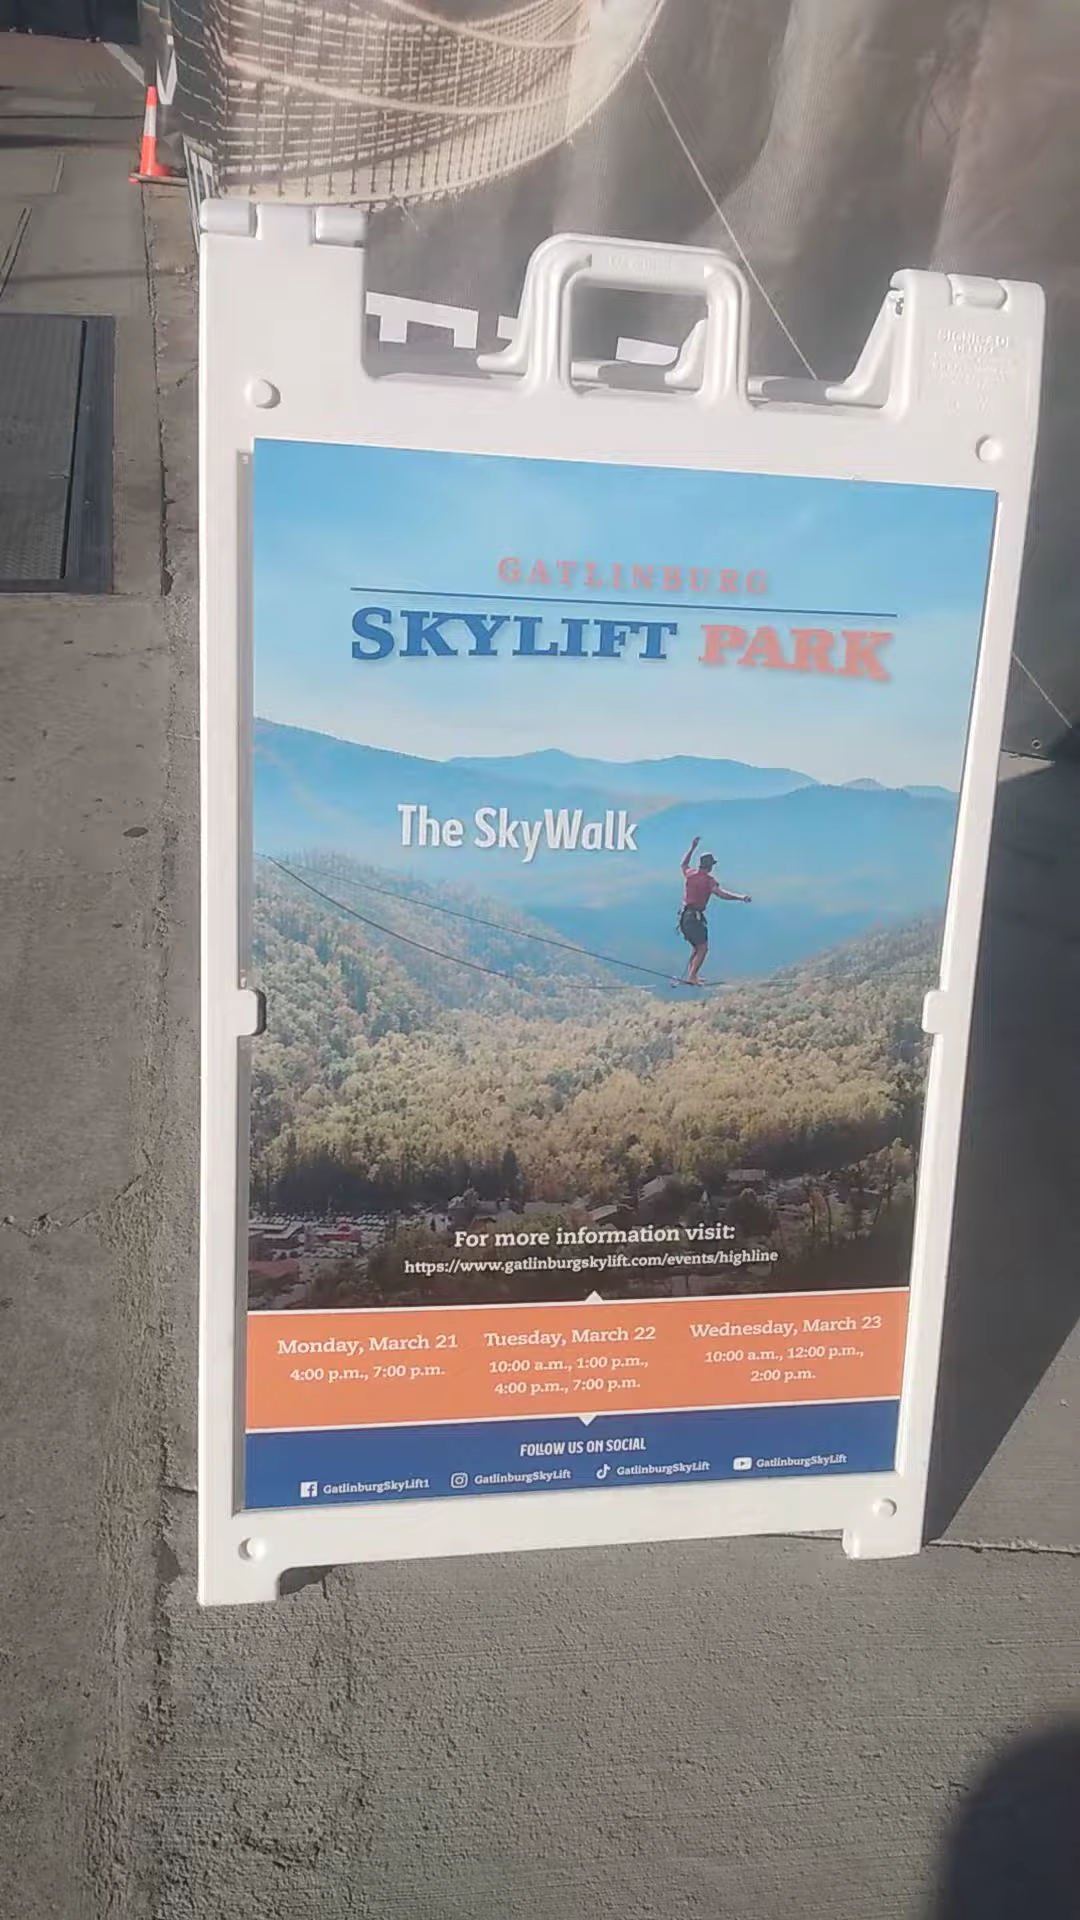 GATLINBURG
SKYLIFT PARK
The SkyWalk
For more information visit:
https://www.gatlinburgskylift.com/events/highline
Monday, March 21
4:00 p.m., 7:00 p.m.
Tuesday, March 22
10:00 a.m., 1:00 p.m.,
4:00 p.m., 7:00 p.m.
Wednesday, March 23
10:00 a.m., 12:00 p.m.,
2:00 p.m.
FOLLOW US ON SOCIAL
GatlinburgSkyLift1
GatlinburgSkyLift
GatlinburgSkyLift
GatlinburgSkyLift